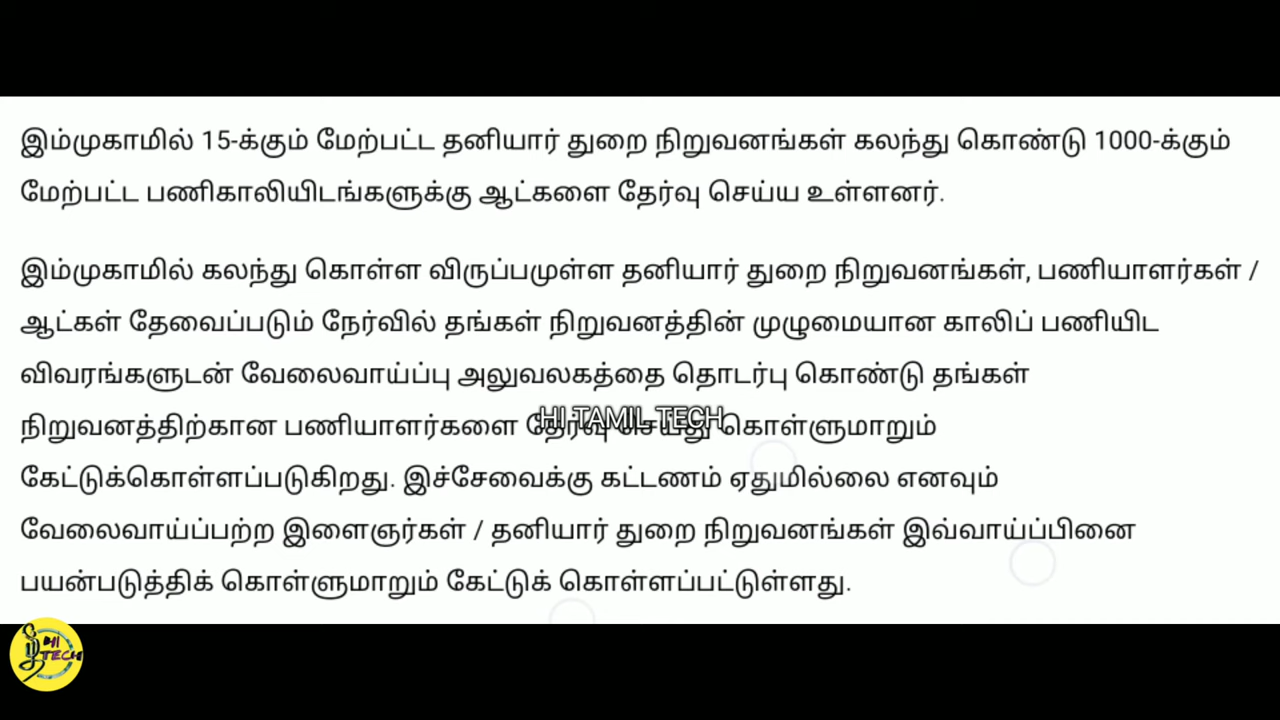 இம்முகாமில் 15-க்கும் மேற்பட்ட தனியார் துறை நிறுவனங்கள் கலந்து கொண்டு 1000-க்கும்
மேற்பட்ட பணிகாலியிடங்களுக்கு ஆட்களை தேர்வு செய்ய உள்ளனர்.
இம்முகாமில் கலந்து கொள்ள விருப்பமுள்ள தனியார் துறை நிறுவனங்கள், பணியாளர்கள் /
ஆட்கள் தேவைப்படும் நேர்வில் தங்கள் நிறுவனத்தின் முழுமையான காலிப் பணியிட
விவரங்களுடன் வேலைவாய்ப்பு அலுவலகத்தை தொடர்பு கொண்டு தங்கள்
நிறுவனத்திற்கான பணியாளர்களை தேர்வு செய்து கொள்ளுமாறும்
HI TAMIL TECH
கேட்டுக்கொள்ளப்படுகிறது. இச்சேவைக்கு கட்டணம் ஏதுமில்லை எனவும்
வேலைவாய்ப்பற்ற இளைஞர்கள் / தனியார் துறை நிறுவனங்கள் இவ்வாய்ப்பினை
பயன்படுத்திக் கொள்ளுமாறும் கேட்டுக் கொள்ளப்பட்டுள்ளது.
HI
TECH